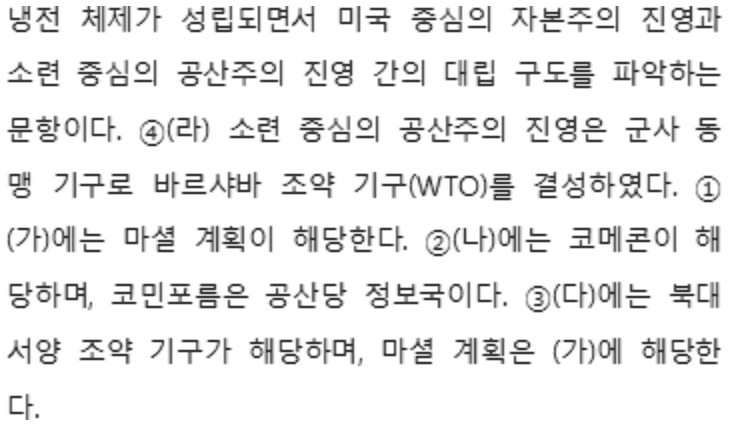 냉전 체제가 성립되면서 미국 중심의 자본주의 진영과
소련 중심의 공산주의 진영 간의 대립 구도를 파악하는
문항이다. ④(라) 소련 중심의 공산주의 진영은 군사 동
맹 기구로 바르샤바 조약 기구(WTO)를 결성하였다. ①
(가)에는 마셜 계획이 해당한다. ②(나)에는 코메콘이 해
당하며, 코민포름은 공산당 정보국이다. ③(다)에는 북대
서양 조약 기구가 해당하며, 마셜 계획은 (가)에 해당한
다.